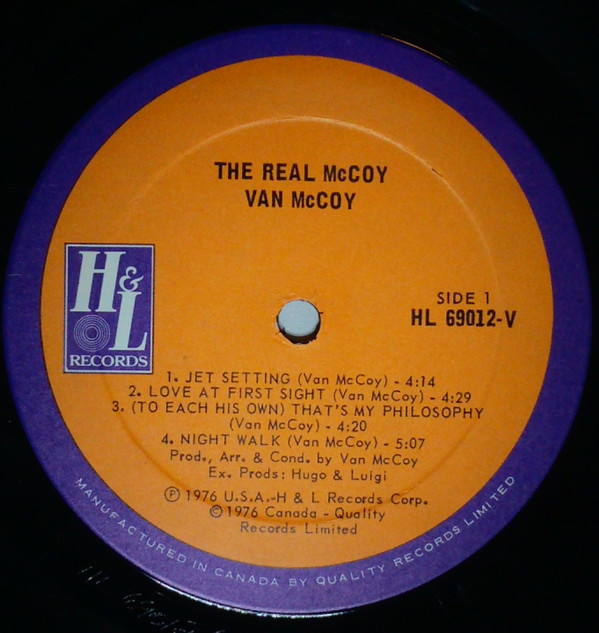 THE REAL McCOY
VAN McCOY
H&L
RECORDS
SIDE 1
HL 69012-V
1. JET SETTING (Van McCoy) - 4:14
2. LOVE AT FIRST SIGHT (Van McCoy) - 4:29
3. (TO EACH HIS OWN) THAT'S MY PHILOSOPHY
(Van McCoy) - 4:20
4. NIGHT WALK (Van McCoy) - 5:07
Prod., Arr. & Cond. by Van McCoy
Ex. Prods: Hugo & Luigi
Ⓟ 1976 U.S.A.-H & L Records Corp.
© 1976 Canada - Quality
Records Limited
MANUFACTURED IN CANADA BY QUALITY RECORDS LIMITED